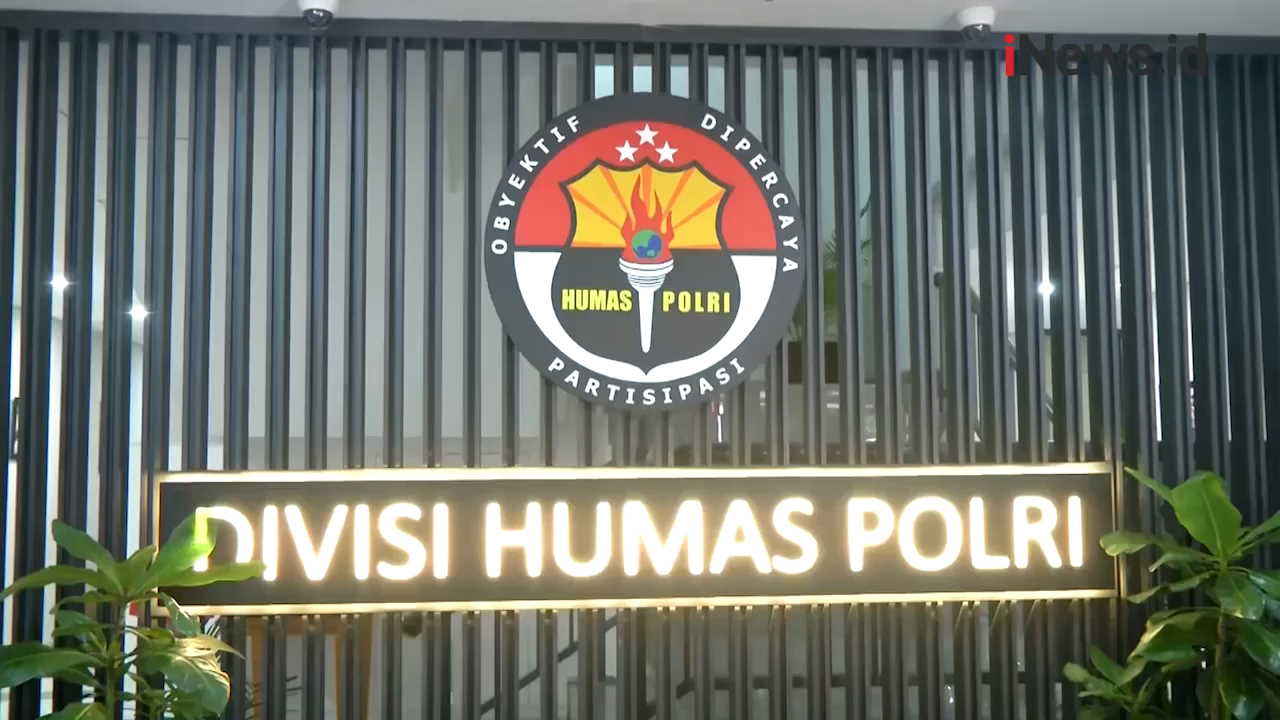 iNews.id
OBYEKTIF DIPERCAYA
HUMAS POLRI
PARTISIPASI
DIVISI HUMAS POLRI